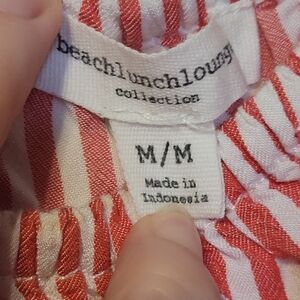 beachlunchlounge
collection
M/M
Made in
Indonesia